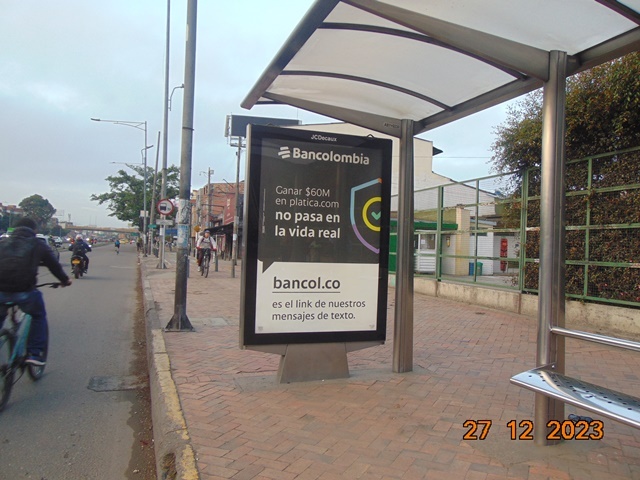 JCDecaux
Bancolombia
Ganar $60M
en platica.com
no pasa en
la vida real
bancol.co
es el link de nuestros
mensajes de texto.
27 12 2023